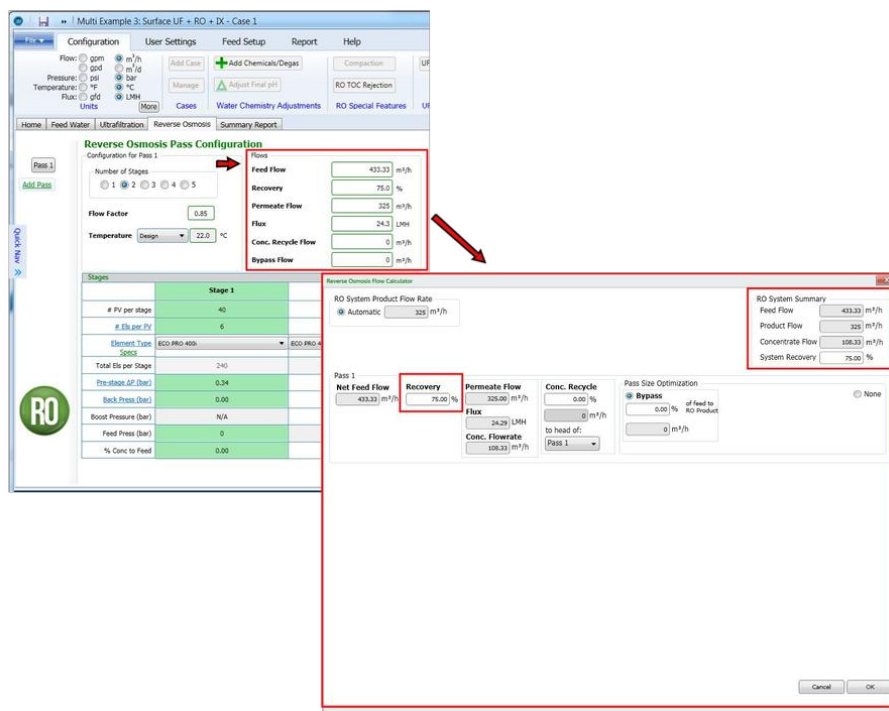 Multi Example 3: Surface UF + RO + IX - Case 1
File Configuration User Settings Feed Setup Report Help
Flow: gpm m³/h
gpd m³/d
Pressure: psi bar
Temperature: °F °C
Flux: gfd LMH
Units More
Add Case
Manage
Cases
Add Chemicals/Degas
Adjust Final pH
Water Chemistry Adjustments
Compaction
RO TOC Rejection
RO Special Features
Home Feed Water Ultrafiltration Reverse Osmosis Summary Report
Reverse Osmosis Pass Configuration
Pass 1
Add Pass
Quick Nav
Configuration for Pass 1
Number of Stages
1 2 3 4 5
Flow Factor 0.85
Temperature Design 22.0 °C
Flows
Feed Flow 433.33 m³/h
Recovery 75.0 %
Permeate Flow 325 m³/h
Flux 24.3 LMH
Conc. Recycle Flow 0 m³/h
Bypass Flow 0 m³/h
Stages
Stage 1
# PV per stage 40
# Els per PV 6
Element Type ECO PRO 400i
Specs
Total Els per Stage 240
Pre-stage ΔP (bar) 0.34
Back Press (bar) 0.00
Boost Pressure (bar) N/A
Feed Press (bar) 0
% Conc to Feed 0.00
RO
Reverse Osmosis Flow Calculator
RO System Product Flow Rate
Automatic 325 m³/h
RO System Summary
Feed Flow 433.33 m³/h
Product Flow 325 m³/h
Concentrate Flow 108.33 m³/h
System Recovery 75.00 %
Pass 1
Net Feed Flow
433.33 m³/h
Recovery
75.00 %
Permeate Flow
325.00 m³/h
Flux
24.29 LMH
Conc. Flowrate
108.33 m³/h
Conc. Recycle
0.00 %
0 m³/h
to head of:
Pass 1
Pass Size Optimization
Bypass
0.00 % of feed to
RO Product
0 m³/h
None
Cancel OK